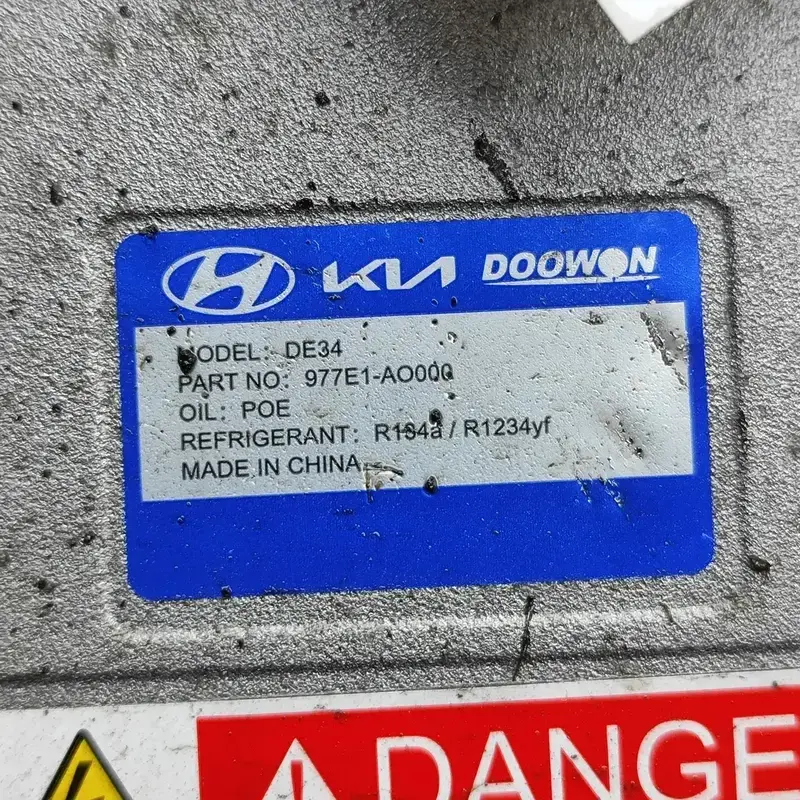 KIA DOOWON
MODEL: DE34
PART NO: 977E1-AO000
OIL: POE
REFRIGERANT: R134a / R1234yf
MADE IN CHINA
DANGE